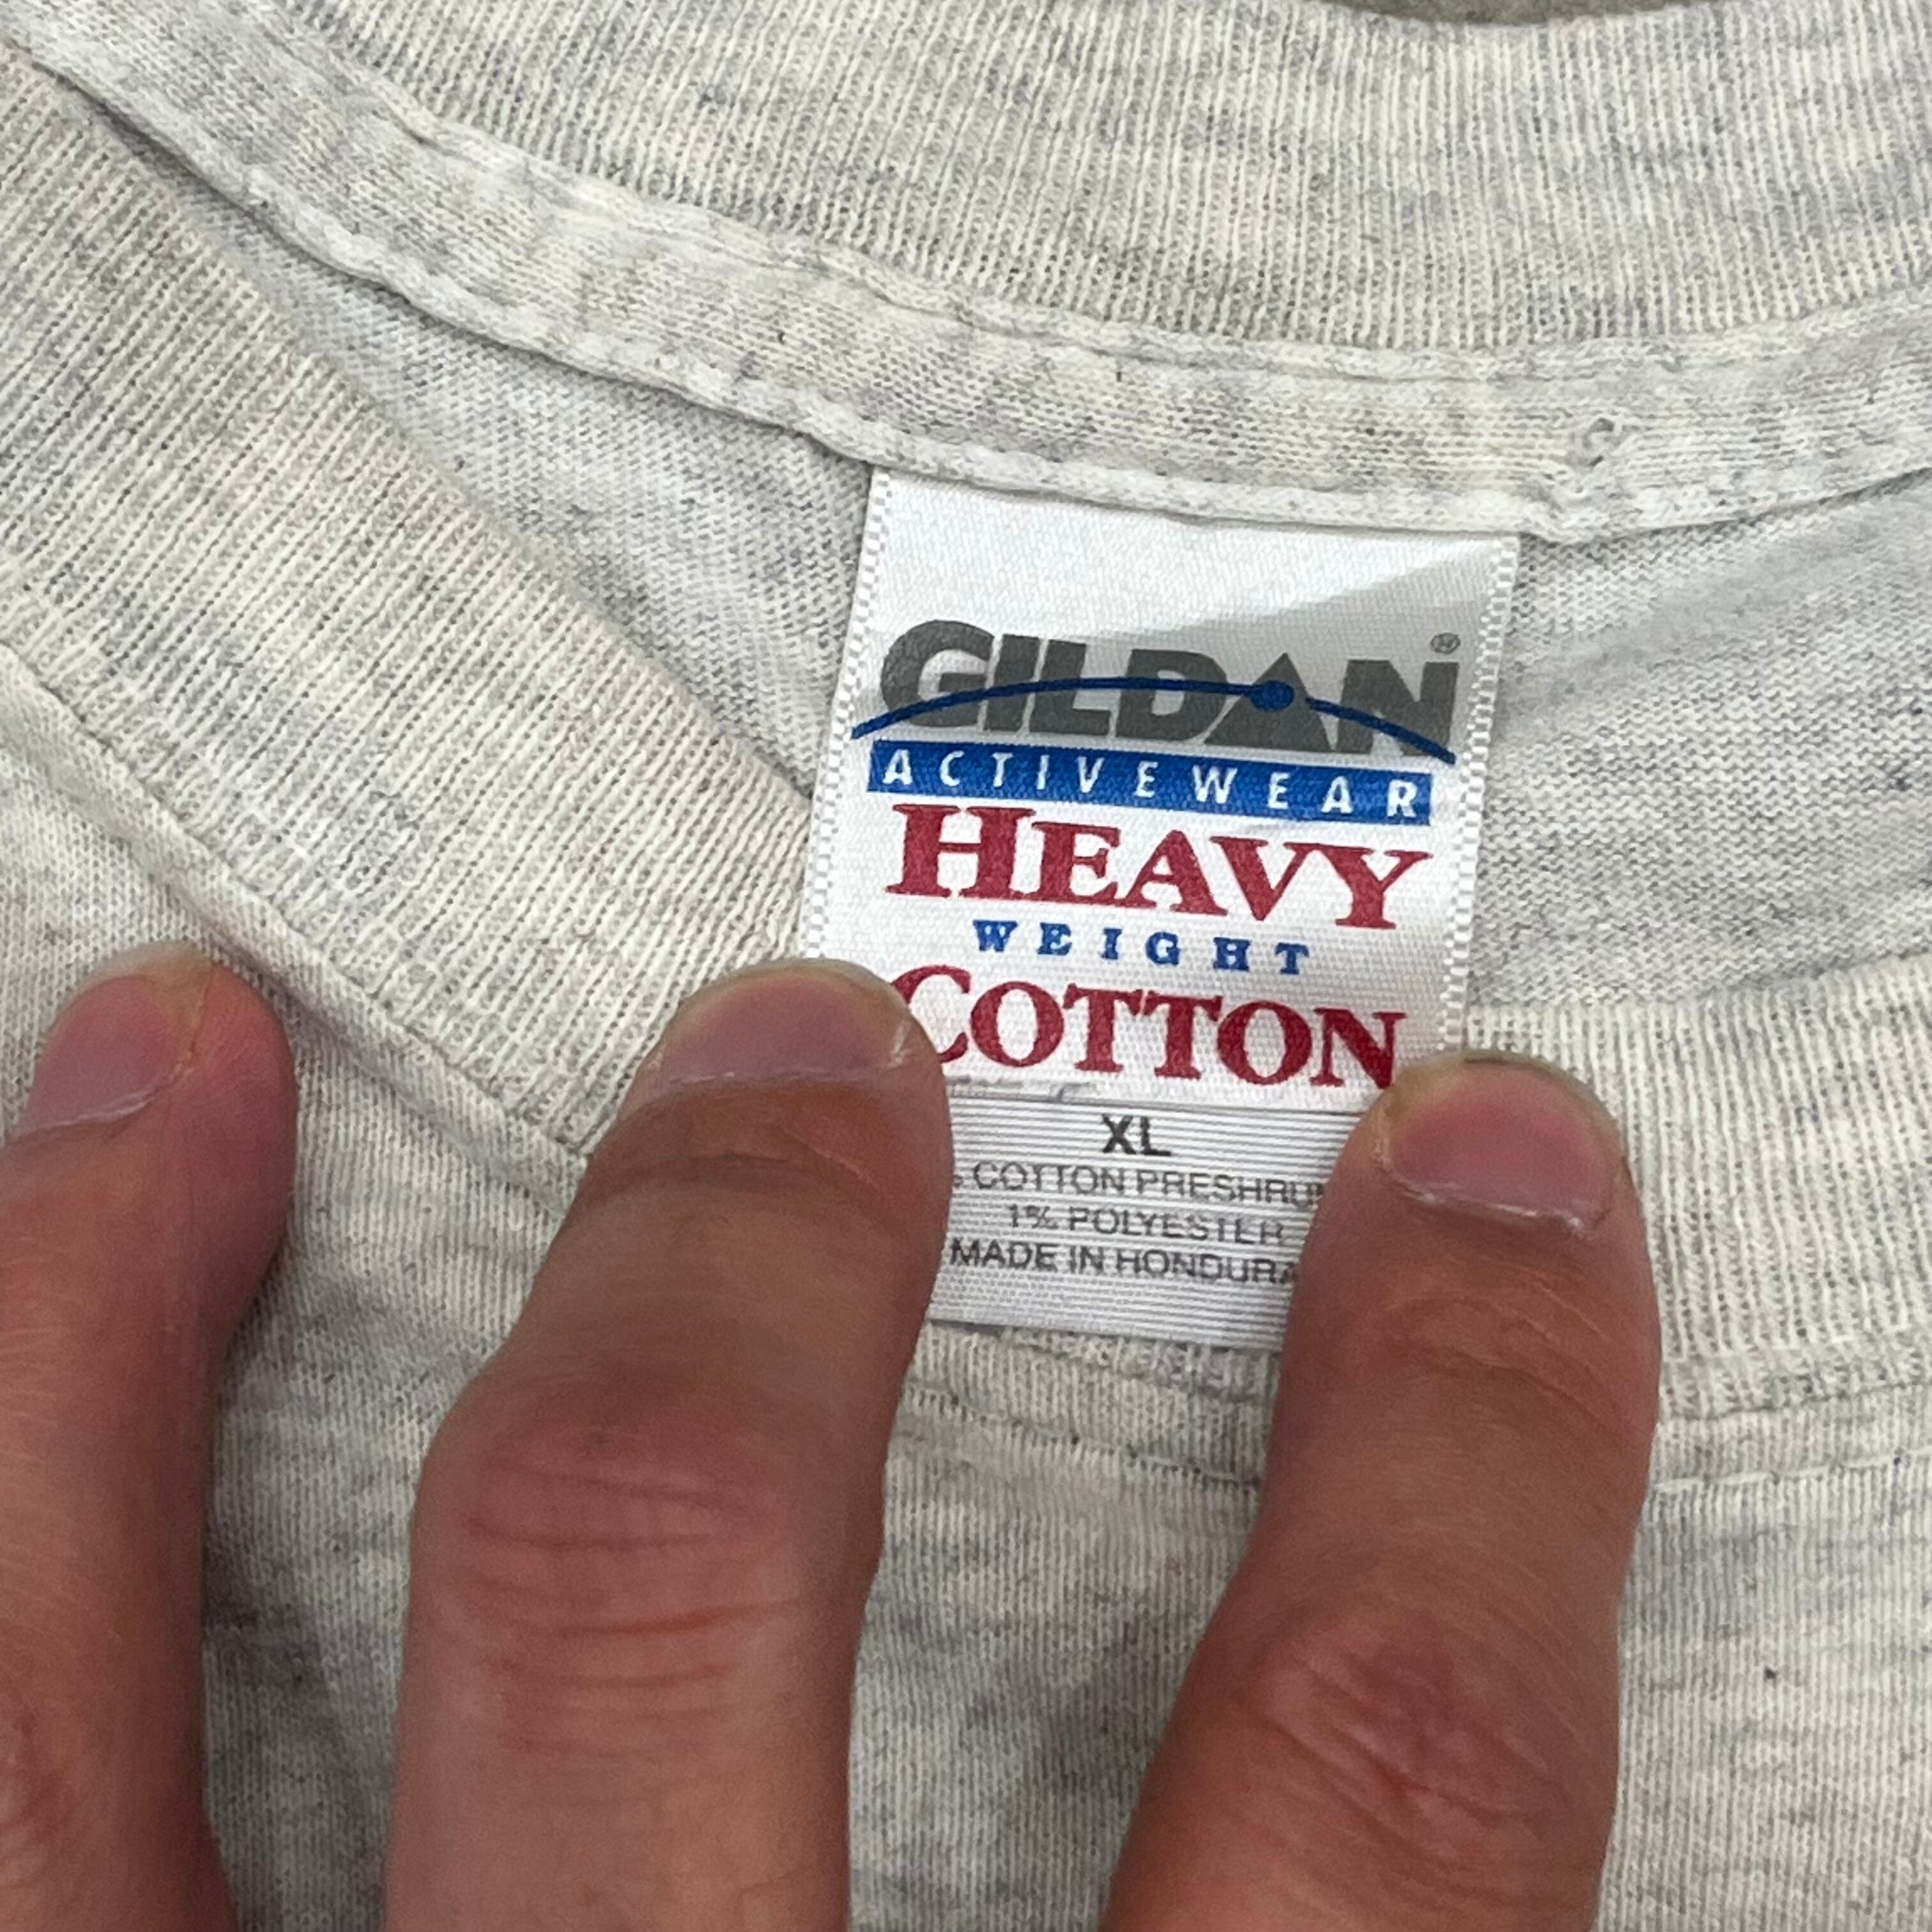 GILDAN®
ACTIVEWEAR
HEAVY
WEIGHT
COTTON
XL
COTTON PRESHRU
1% POLYESTER
MADE IN HONDURA